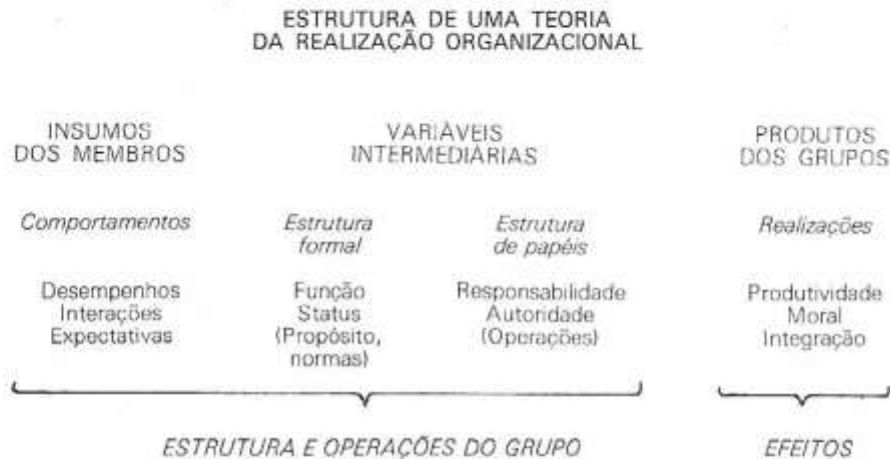 ESTRUTURA DE UMA TEORIA
DA REALIZAÇÃO ORGANIZACIONAL
INSUMOS
DOS MEMBROS
VARIÁVEIS
INTERMEDIÁRIAS
PRODUTOS
DOS GRUPOS
Comportamentos
Estrutura
formal
Estrutura
de papéis
Realizações
Desempenhos
Interações
Expectativas
Função
Status
(Propósito,
normas)
Responsabilidade
Autoridade
(Operações)
Produtividade
Moral
Integração
ESTRUTURA E OPERAÇÕES DO GRUPO
EFEITOS